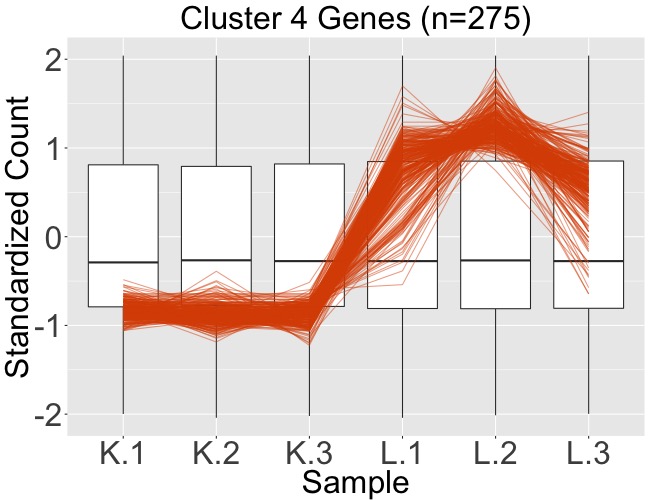 Cluster 4 Genes (n=275)
Standardized Count
2
1
0
-1
-2
K.1 K.2 K.3 L.1 L.2 L.3
Sample